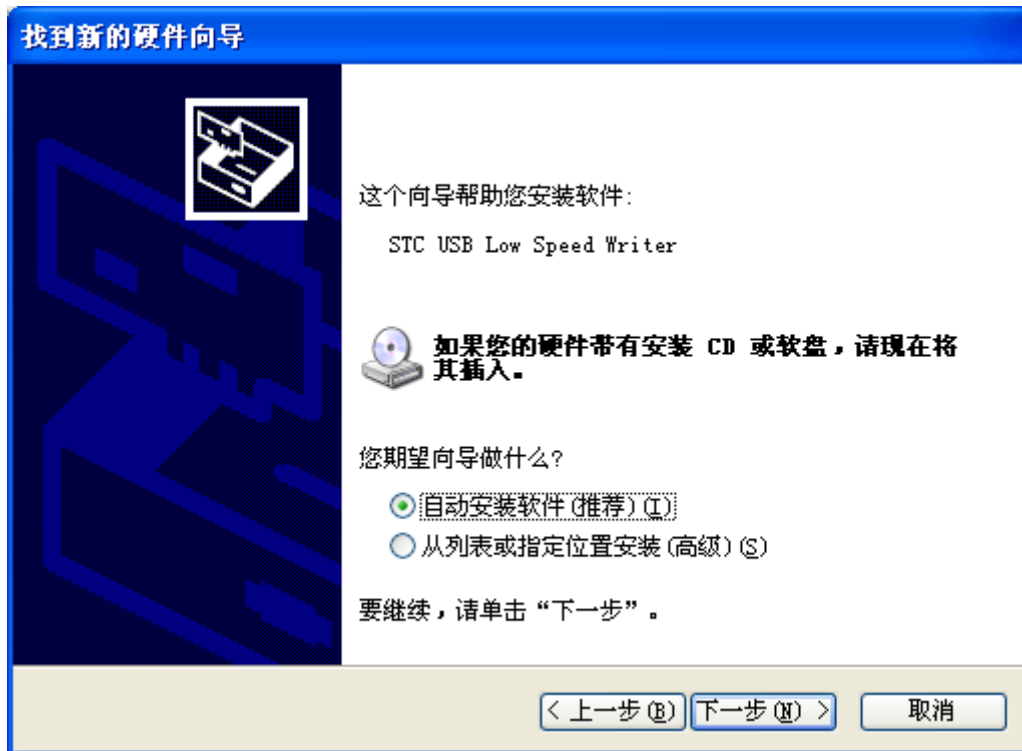 找到新的硬件向导
这个向导帮助您安装软件:
STC USB Low Speed Writer
如果您的硬件带有安装 CD 或软盘，请现在将
其插入。
您期望向导做什么?
自动安装软件(推荐)(I)
从列表或指定位置安装(高级)(S)
要继续，请单击“下一步”。
< 上一步(B) 下一步(N) > 取消